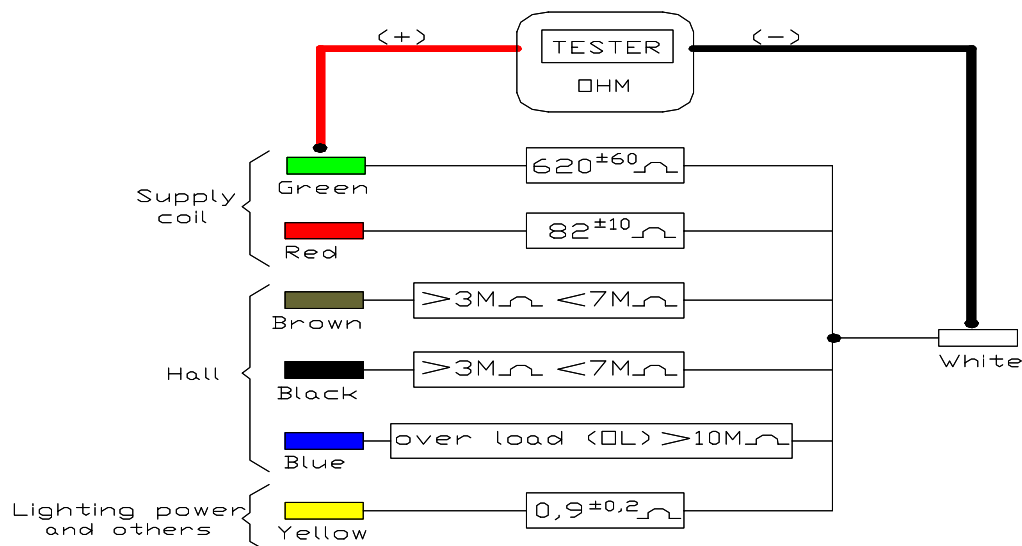 (+)
(-)
TESTER
OHM
Supply
coil
Green
620±60Ω
Red
82±10Ω
Hall
Brown
>3MΩ <7MΩ
Black
>3MΩ <7MΩ
White
Blue
over load (OL) >10MΩ
Lighting power
and others
Yellow
0,9±0,2Ω